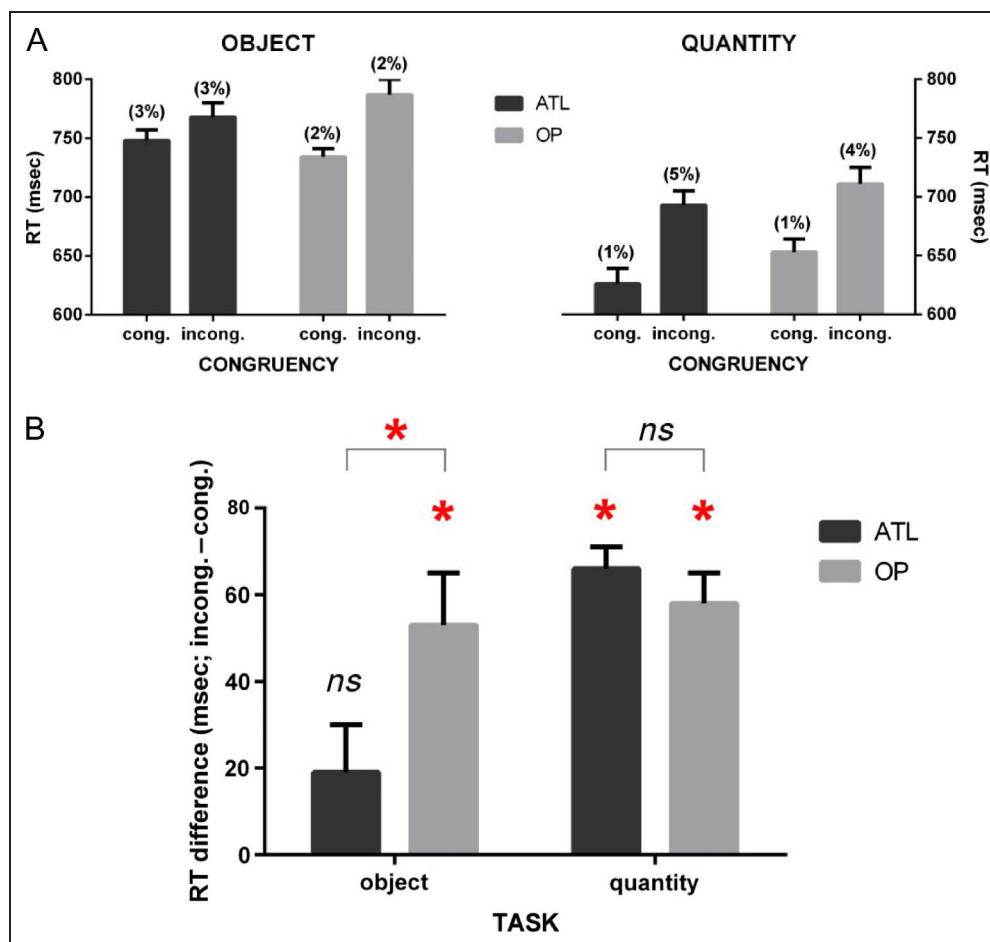 A
OBJECT
QUANTITY
800
750
700
650
600
RT (msec)
(3%)
(3%)
(2%)
(2%)
cong.
incong.
cong.
incong.
CONGRUENCY
ATL
OP
(1%)
(5%)
(1%)
(4%)
800
750
700
650
600
RT (msec)
cong.
incong.
cong.
incong.
CONGRUENCY
B
*
ns
RT difference (msec; incong. –cong.)
80
60
40
20
0
ns
*
*
*
ATL
OP
object
quantity
TASK